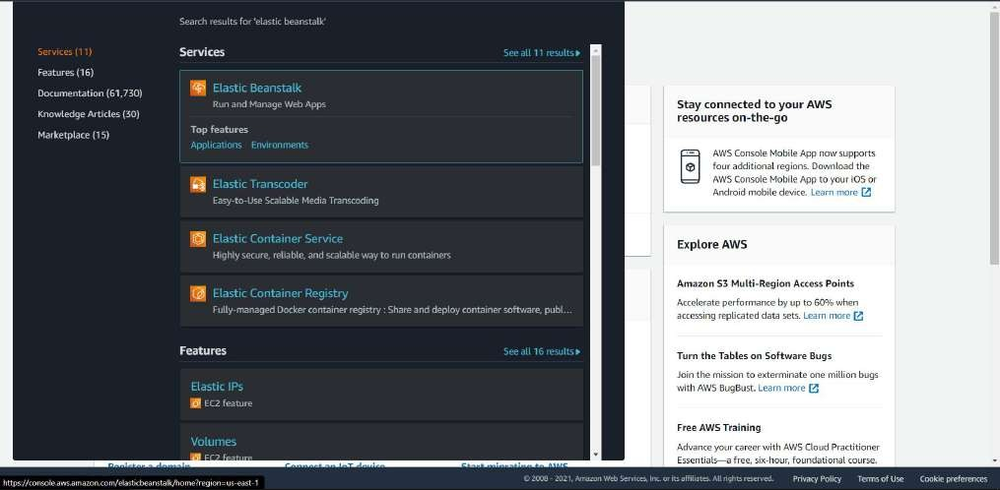 Search results for 'elastic beanstalk'
Services (11)
Features (16)
Documentation (61,730)
Knowledge Articles (30)
Marketplace (15)
Services
See all 11 results
Elastic Beanstalk
Run and Manage Web Apps
Top features
Applications Environments
Elastic Transcoder
Easy-to-Use Scalable Media Transcoding
Elastic Container Service
Highly secure, reliable, and scalable way to run containers
Elastic Container Registry
Fully-managed Docker container registry : Share and deploy container software, publ...
Features
See all 16 results
Elastic IPs
EC2 feature
Volumes
EC2 feature
Register a domain
Connect an IoT device
Start migrating to AWS
Stay connected to your AWS
resources on-the-go
AWS Console Mobile App now supports
four additional regions. Download the
AWS Console Mobile App to your iOS or
Android mobile device. Learn more
Explore AWS
Amazon S3 Multi-Region Access Points
Accelerate performance by up to 60% when
accessing replicated data sets. Learn more
Turn the Tables on Software Bugs
Join the mission to exterminate one million bugs
with AWS BugBust. Learn more
Free AWS Training
Advance your career with AWS Cloud Practitioner
Essentials—a free, six-hour, foundational course.
https://console.aws.amazon.com/elasticbeanstalk/home?region=us-east-1
© 2008 - 2021, Amazon Web Services, Inc. or its affiliates. All rights reserved.
Privacy Policy
Terms of Use
Cookie preferences